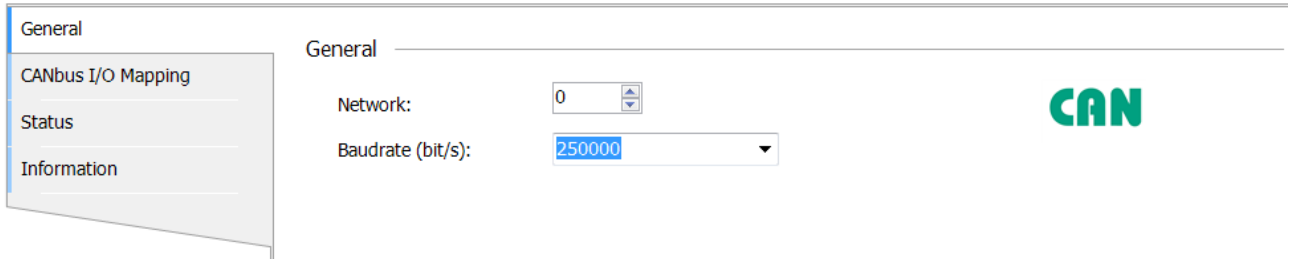 General
CANbus I/O Mapping
Status
Information
General
Network:
0
Baudrate (bit/s):
250000
CAN